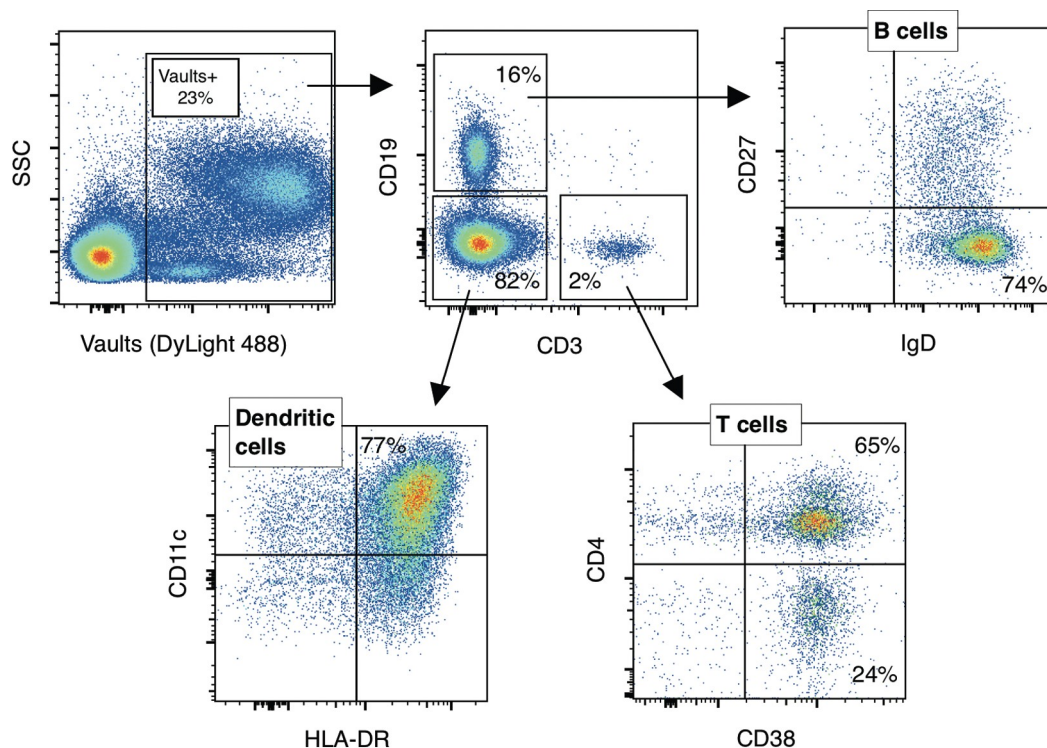 Vaults+
23%
SSC
Vaults (DyLight 488)
16%
82%
2%
CD19
CD3
B cells
74%
CD27
IgD
Dendritic
cells
77%
CD11c
HLA-DR
T cells
65%
24%
CD4
CD38